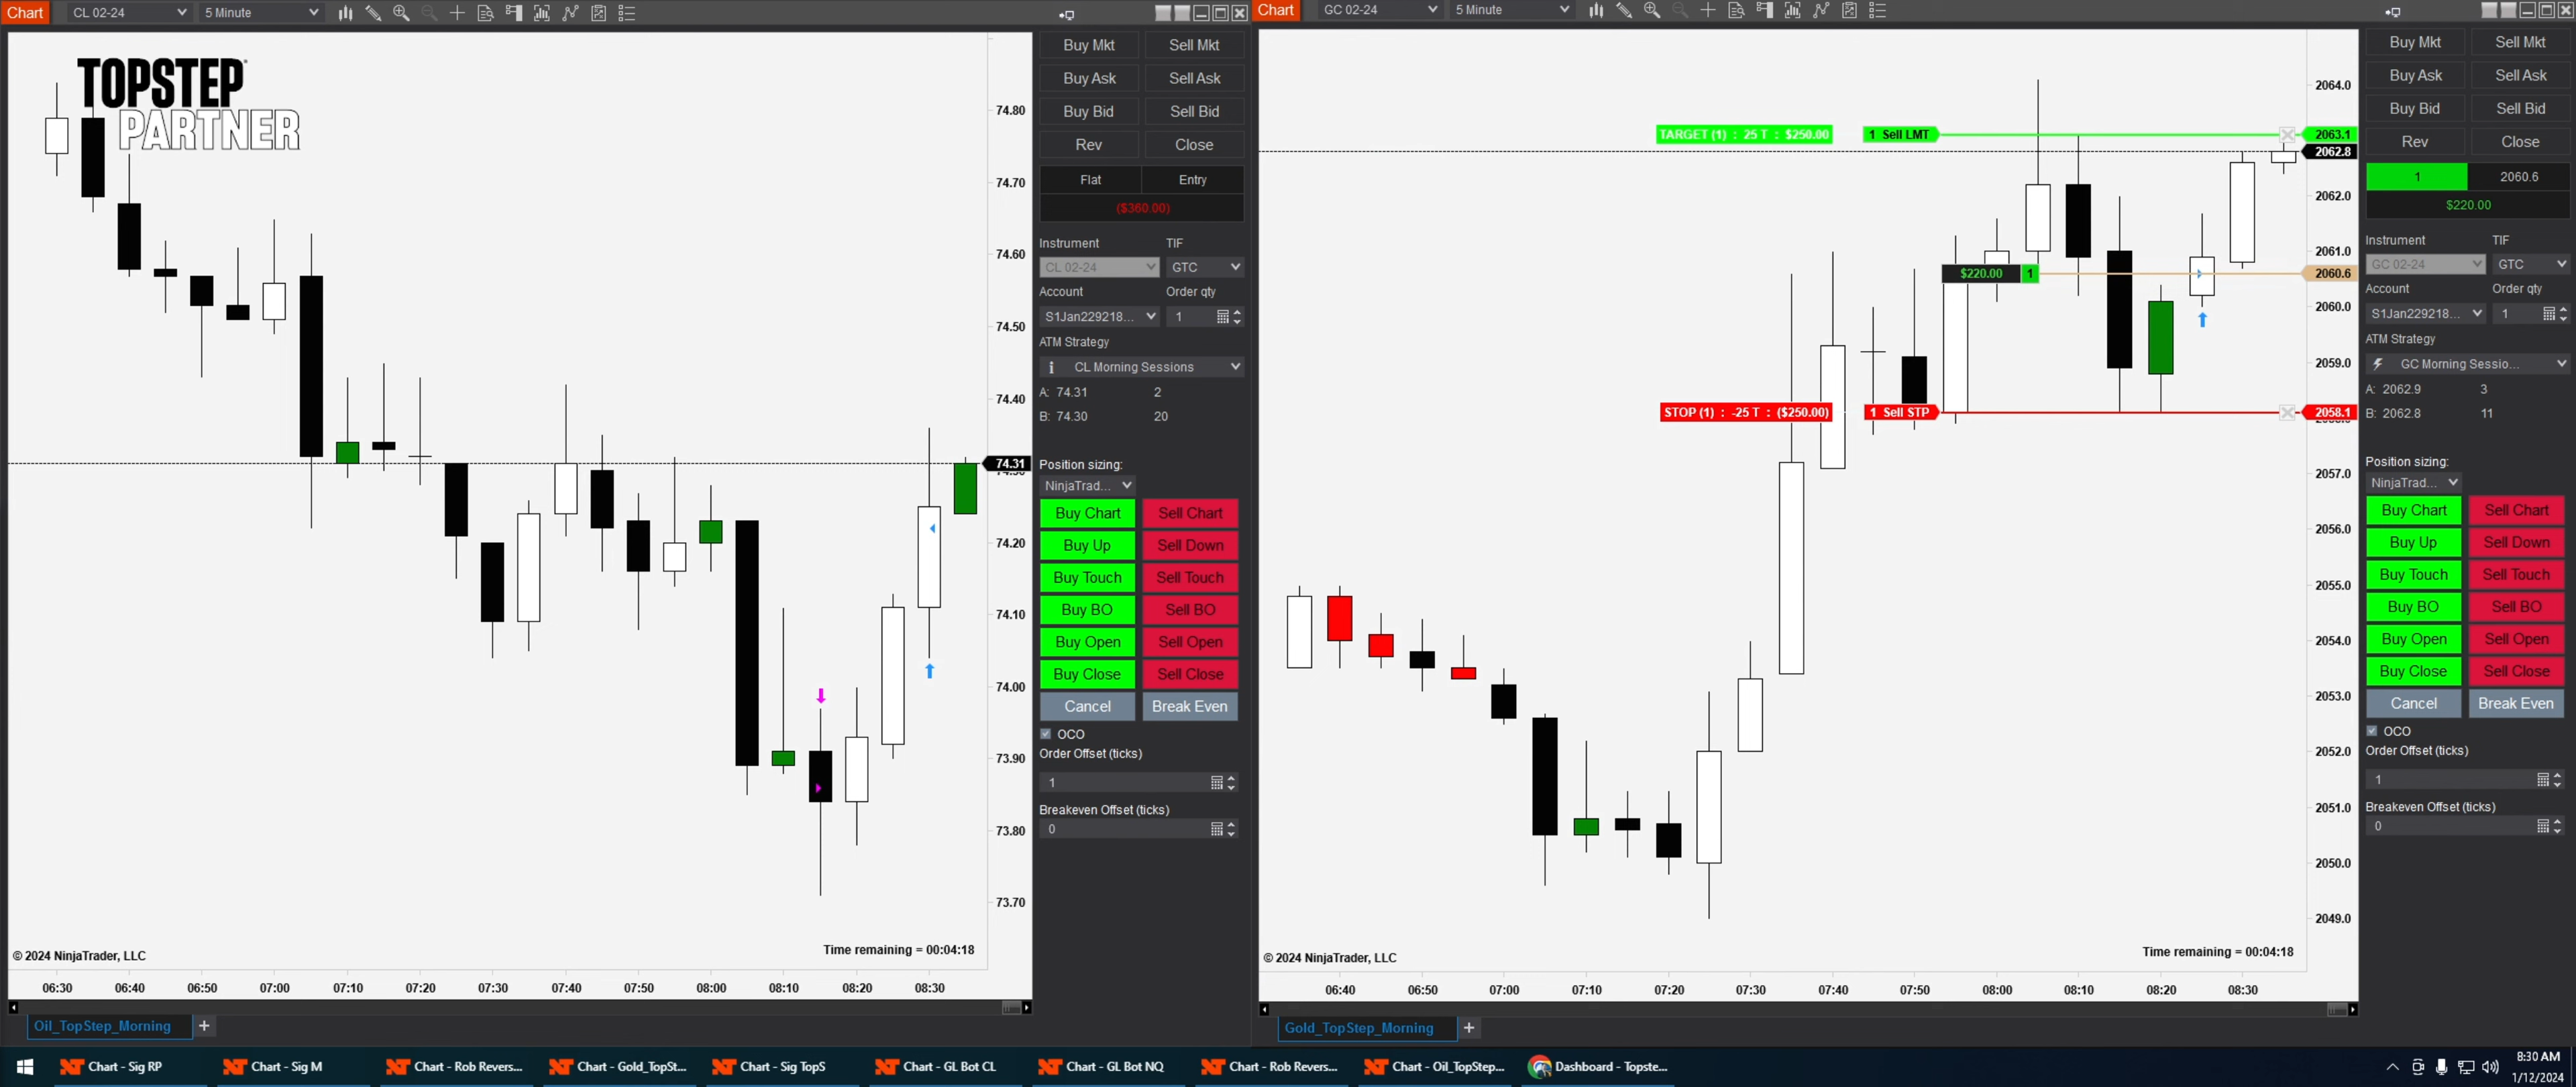 Chart CL 02-24 5 Minute
TOPSTEP
PARTNER
74.80
74.70
74.60
74.50
74.40
74.31
74.20
74.10
74.00
73.90
73.80
73.70
© 2024 NinjaTrader, LLC
Time remaining = 00:04:18
06:30 06:40 06:50 07:00 07:10 07:20 07:30 07:40 07:50 08:00 08:10 08:20 08:30
Oil_TopStep_Morning +
Buy Mkt Sell Mkt
Buy Ask Sell Ask
Buy Bid Sell Bid
Rev Close
Flat Entry
($360.00)
Instrument TIF
CL 02-24 GTC
Account Order qty
S1Jan229218... 1
ATM Strategy
CL Morning Sessions
A: 74.31 2
B: 74.30 20
Position sizing:
NinjaTrad...
Buy Chart Sell Chart
Buy Up Sell Down
Buy Touch Sell Touch
Buy BO Sell BO
Buy Open Sell Open
Buy Close Sell Close
Cancel Break Even
OCO
Order Offset (ticks)
1
Breakeven Offset (ticks)
0
Chart GC 02-24 5 Minute
2064.0
TARGET (1) : 25 T : $250.00 1 Sell LMT 2063.1
2062.8
2062.0
2061.0
$220.00 1 2060.6
2060.0
2059.0
STOP (1) : -25 T : ($250.00) 1 Sell STP 2058.1
2057.0
2056.0
2055.0
2054.0
2053.0
2052.0
2051.0
2050.0
2049.0
© 2024 NinjaTrader, LLC
Time remaining = 00:04:18
06:40 06:50 07:00 07:10 07:20 07:30 07:40 07:50 08:00 08:10 08:20 08:30
Gold_TopStep_Morning +
Buy Mkt Sell Mkt
Buy Ask Sell Ask
Buy Bid Sell Bid
Rev Close
1 2060.6
$220.00
Instrument TIF
GC 02-24 GTC
Account Order qty
S1Jan229218... 1
ATM Strategy
GC Morning Sessio...
A: 2062.9 3
B: 2062.8 11
Position sizing:
NinjaTrad...
Buy Chart Sell Chart
Buy Up Sell Down
Buy Touch Sell Touch
Buy BO Sell BO
Buy Open Sell Open
Buy Close Sell Close
Cancel Break Even
OCO
Order Offset (ticks)
1
Breakeven Offset (ticks)
0
Chart - Sig RP Chart - Sig M Chart - Rob Revers... Chart - Gold_TopSt... Chart - Sig TopS Chart - GL Bot CL Chart - GL Bot NQ Chart - Rob Revers... Chart - Oil_TopStep... Dashboard - Topste...
8:30 AM
1/12/2024